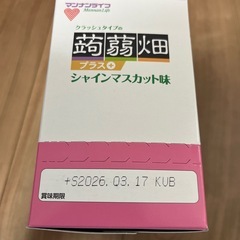 マンナンライフ
Mannan Life
クラッシュタイプの
蒟蒻畑
プラス+
シャインマスカット味
+S2026.03.17 KUB
賞味期限